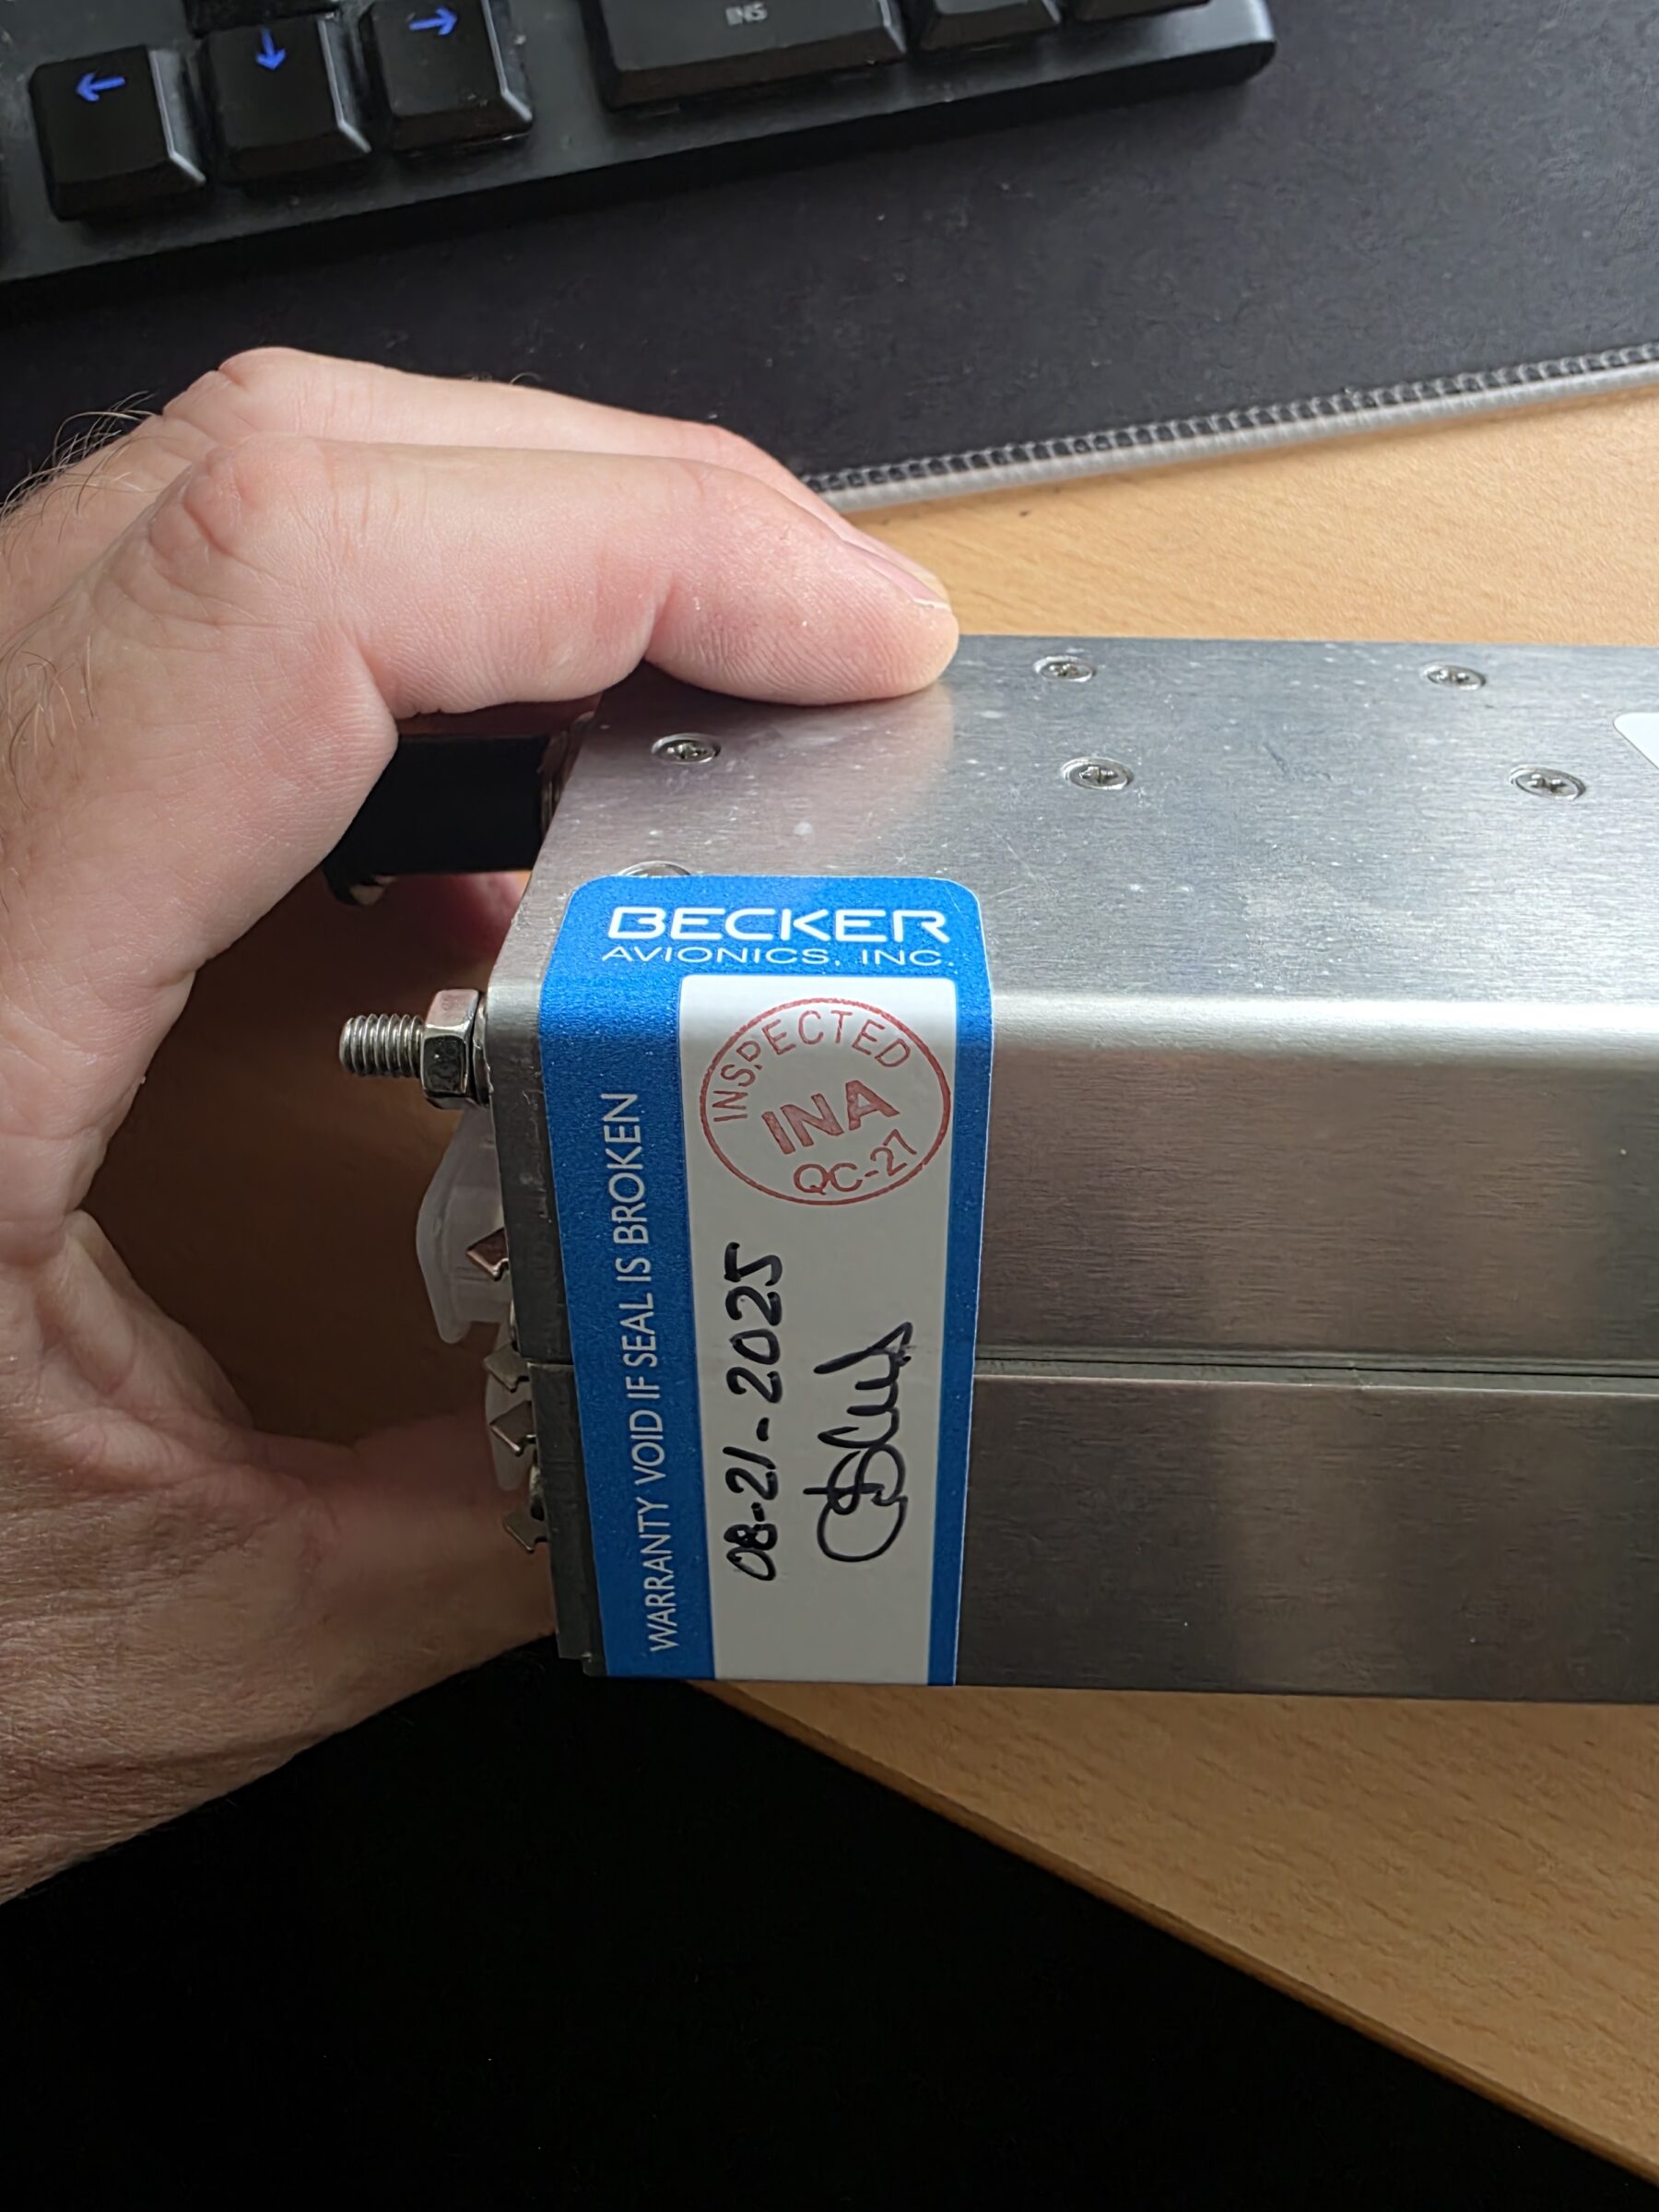 INS
BECKER
AVIONICS, INC.
INSPECTED
INA
QC-27
WARRANTY VOID IF SEAL IS BROKEN
08-21-2025